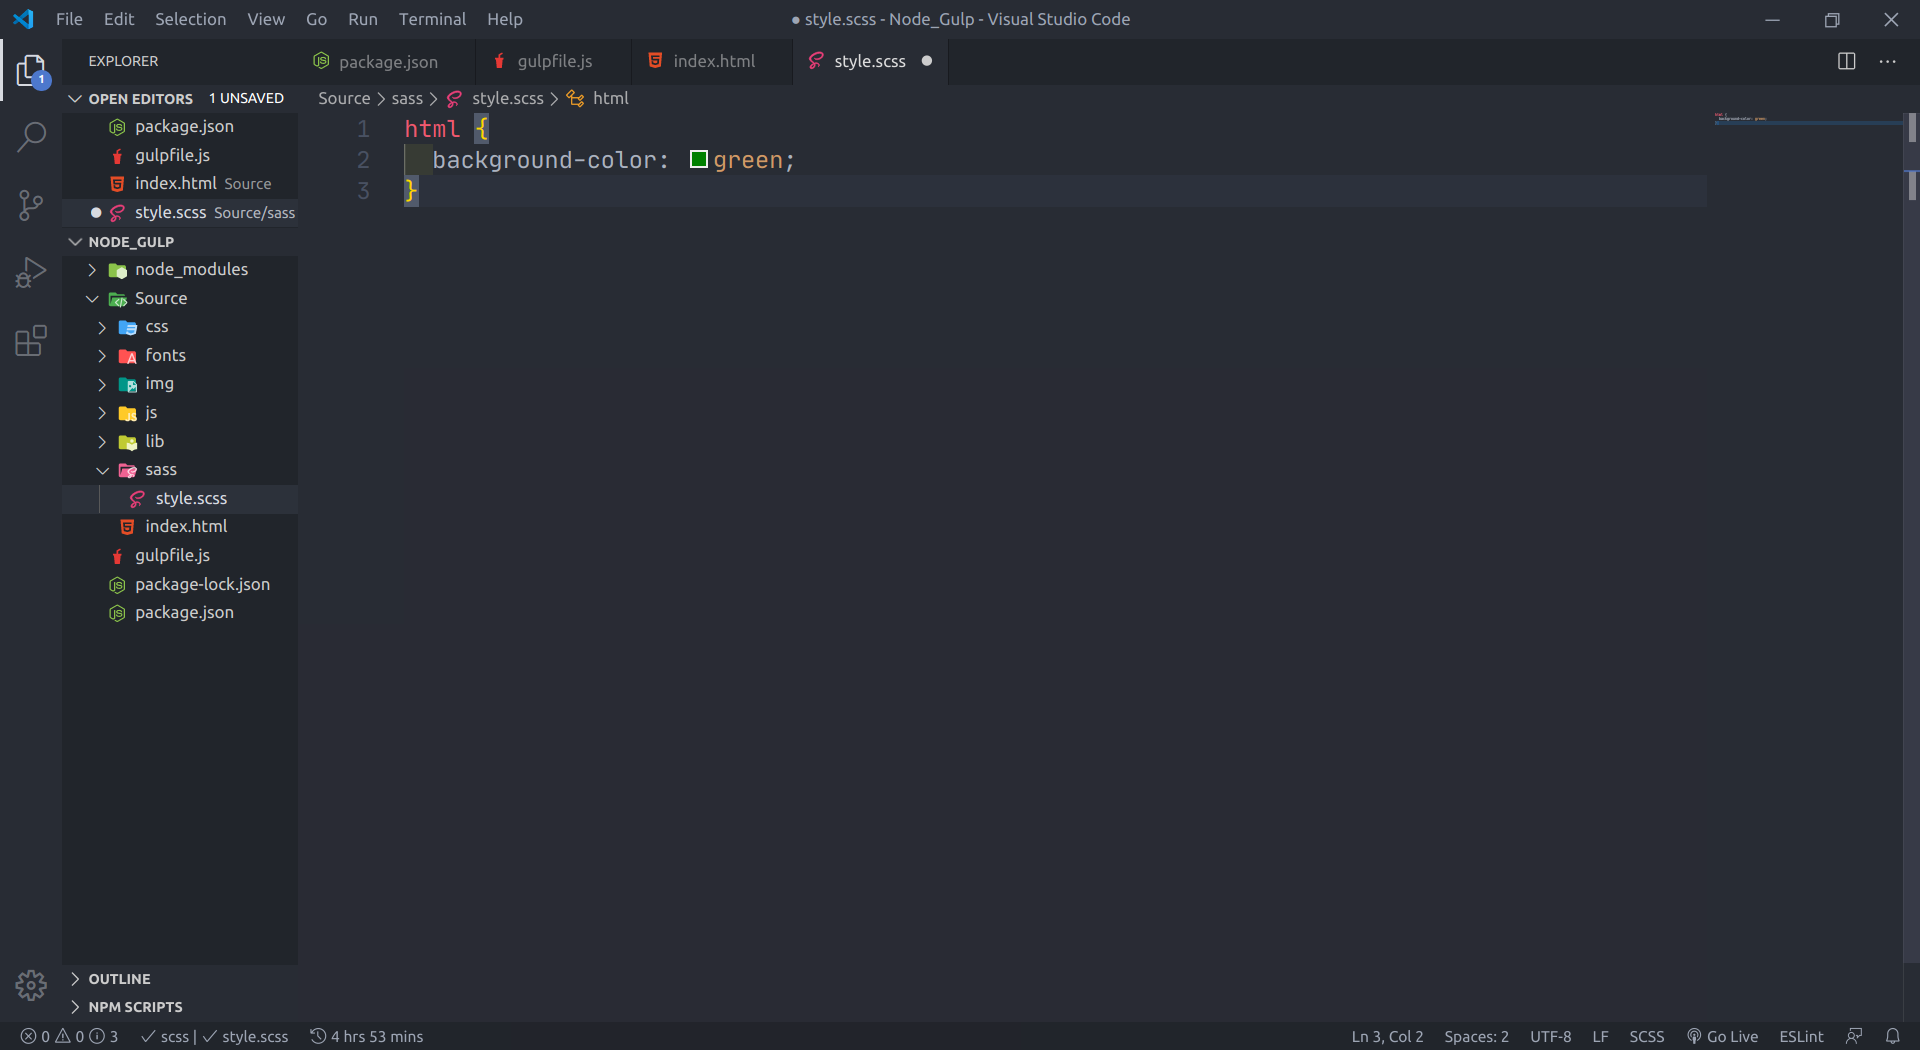 File Edit Selection View Go Run Terminal Help
● style.scss - Node_Gulp - Visual Studio Code
1
EXPLORER
package.json
gulpfile.js
index.html
style.scss
OPEN EDITORS 1 UNSAVED
package.json
gulpfile.js
index.html Source
style.scss Source/sass
NODE_GULP
node_modules
Source
css
fonts
img
js
lib
sass
style.scss
index.html
gulpfile.js
package-lock.json
package.json
OUTLINE
NPM SCRIPTS
Source > sass > style.scss > html
1 html {
2   background-color: green;
3 }
html {
background-color: green;
}
0 0 3 scss | style.scss 4 hrs 53 mins
Ln 3, Col 2 Spaces: 2 UTF-8 LF SCSS Go Live ESLint